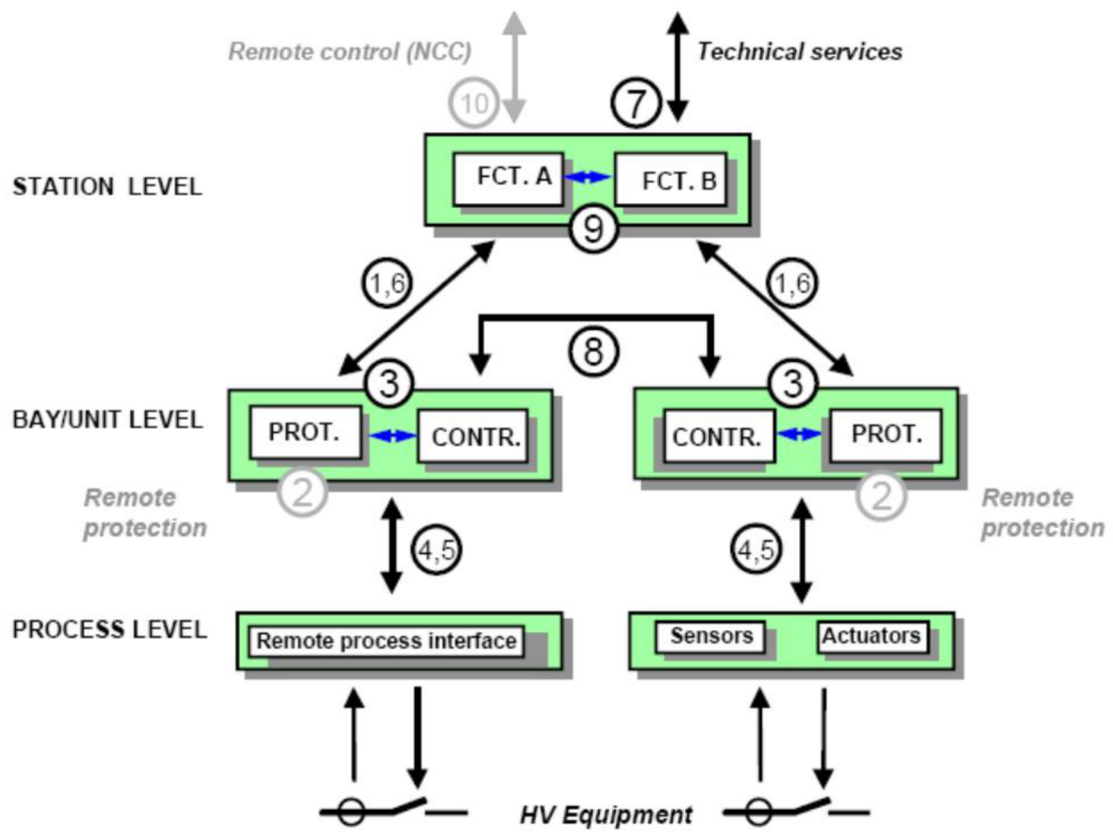 Remote control (NCC)
Technical services
10
7
STATION LEVEL
FCT. A
FCT. B
9
1,6
1,6
8
3
3
BAY/UNIT LEVEL
PROT.
CONTR.
CONTR.
PROT.
2
2
Remote
protection
Remote
protection
4,5
4,5
PROCESS LEVEL
Remote process interface
Sensors
Actuators
HV Equipment